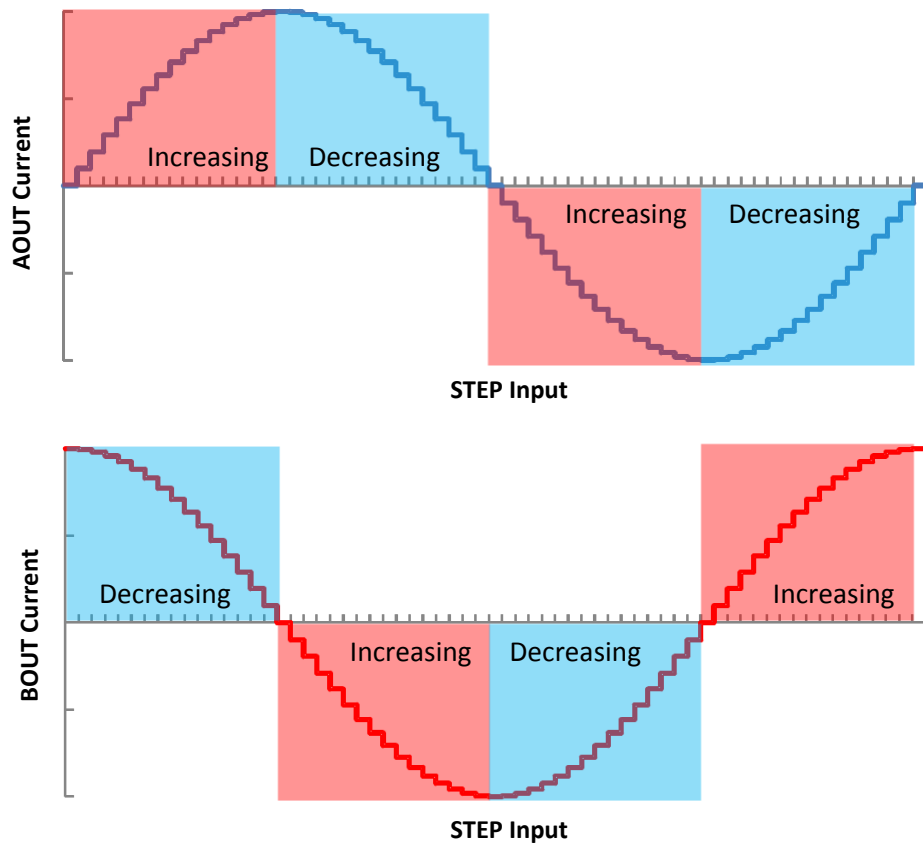 AOUT Current
Increasing
Decreasing
Increasing
Decreasing
STEP Input
BOUT Current
Decreasing
Increasing
Increasing
Decreasing
STEP Input